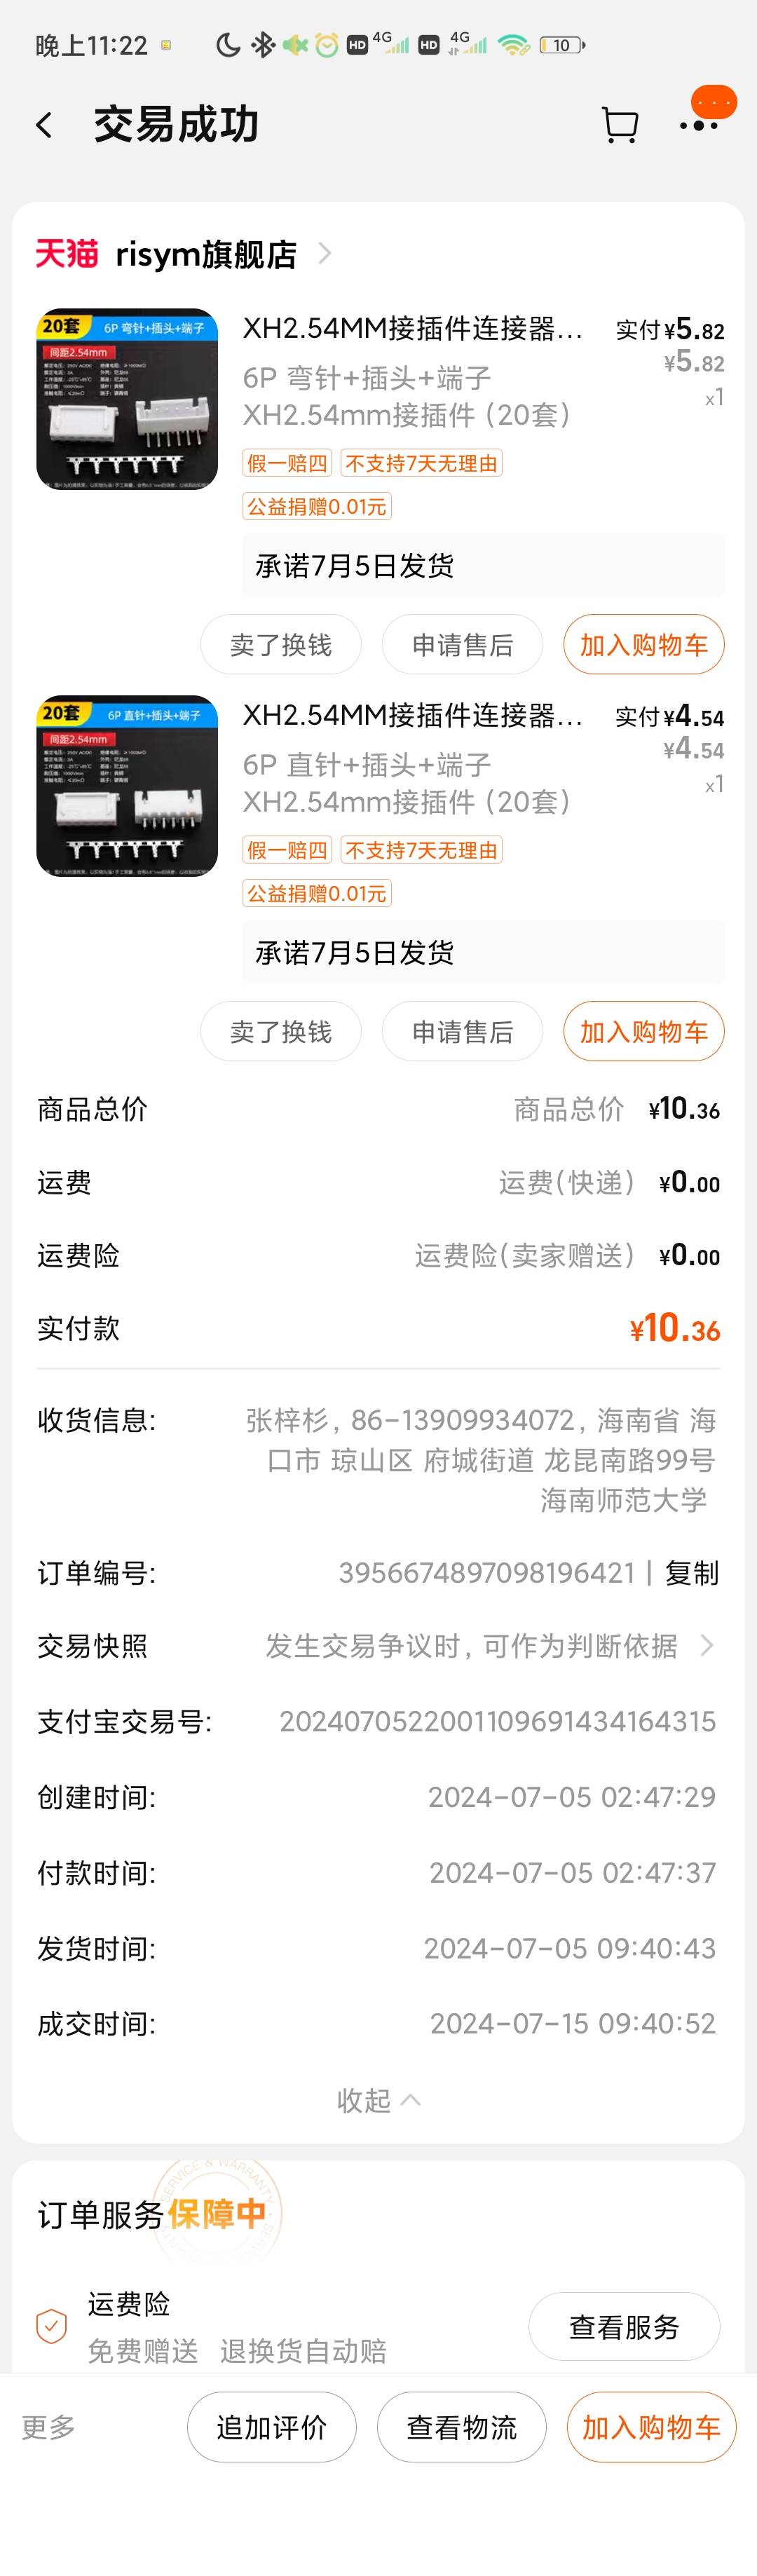 晚上11:22
HD 4G HD 4G 10
交易成功
天猫 risym旗舰店
20套 6P 弯针+插头+端子
间距2.54mm
XH2.54MM接插件连接器... 实付¥5.82
¥5.82
6P 弯针+插头+端子
x1
XH2.54mm接插件(20套)
假一赔四 不支持7天无理由
公益捐赠0.01元
承诺7月5日发货
卖了换钱 申请售后 加入购物车
20套 6P 直针+插头+端子
间距2.54mm
XH2.54MM接插件连接器... 实付¥4.54
¥4.54
6P 直针+插头+端子
x1
XH2.54mm接插件(20套)
假一赔四 不支持7天无理由
公益捐赠0.01元
承诺7月5日发货
卖了换钱 申请售后 加入购物车
商品总价 商品总价 ¥10.36
运费 运费(快递) ¥0.00
运费险 运费险(卖家赠送) ¥0.00
实付款 ¥10.36
收货信息: 张梓杉, 86-13909934072, 海南省 海
口市 琼山区 府城街道 龙昆南路99号
海南师范大学
订单编号: 3956674897098196421 | 复制
交易快照 发生交易争议时, 可作为判断依据
支付宝交易号: 2024070522001109691434164315
创建时间: 2024-07-05 02:47:29
付款时间: 2024-07-05 02:47:37
发货时间: 2024-07-05 09:40:43
成交时间: 2024-07-15 09:40:52
收起
SERVICE & WARRANTY
订单服务保障中
运费险
免费赠送 退换货自动赔
查看服务
更多 追加评价 查看物流 加入购物车